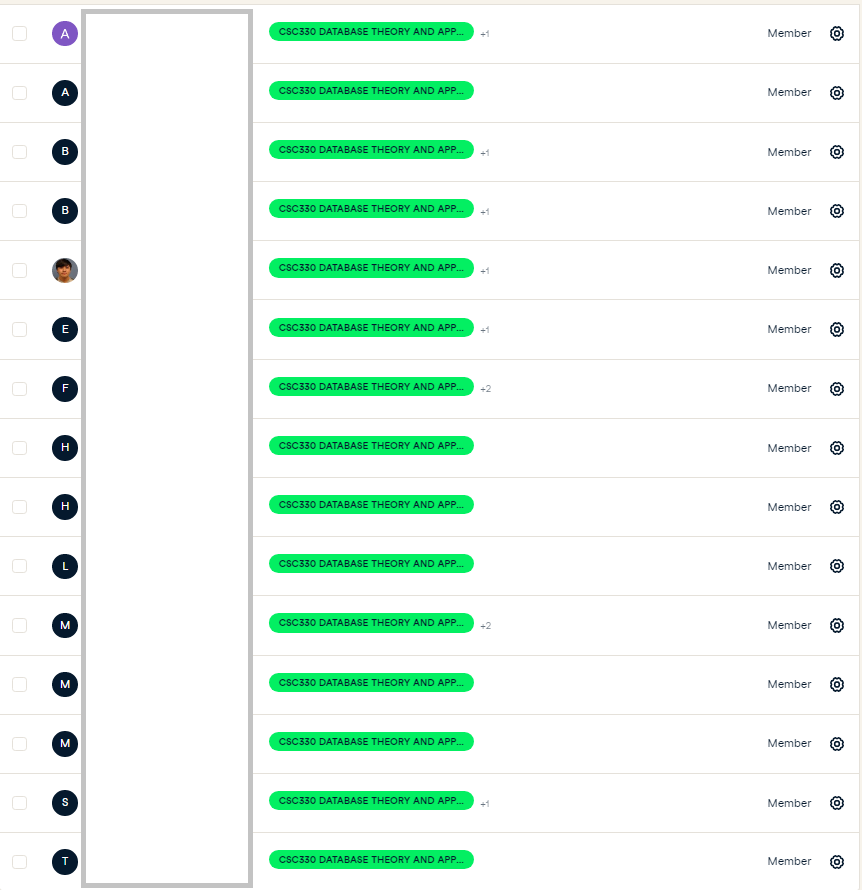 A CSC330 DATABASE THEORY AND APP... +1 Member
A CSC330 DATABASE THEORY AND APP... Member
B CSC330 DATABASE THEORY AND APP... +1 Member
B CSC330 DATABASE THEORY AND APP... +1 Member
CSC330 DATABASE THEORY AND APP... +1 Member
E CSC330 DATABASE THEORY AND APP... +1 Member
F CSC330 DATABASE THEORY AND APP... +2 Member
H CSC330 DATABASE THEORY AND APP... Member
H CSC330 DATABASE THEORY AND APP... Member
L CSC330 DATABASE THEORY AND APP... Member
M CSC330 DATABASE THEORY AND APP... +2 Member
M CSC330 DATABASE THEORY AND APP... Member
M CSC330 DATABASE THEORY AND APP... Member
S CSC330 DATABASE THEORY AND APP... +1 Member
T CSC330 DATABASE THEORY AND APP... Member